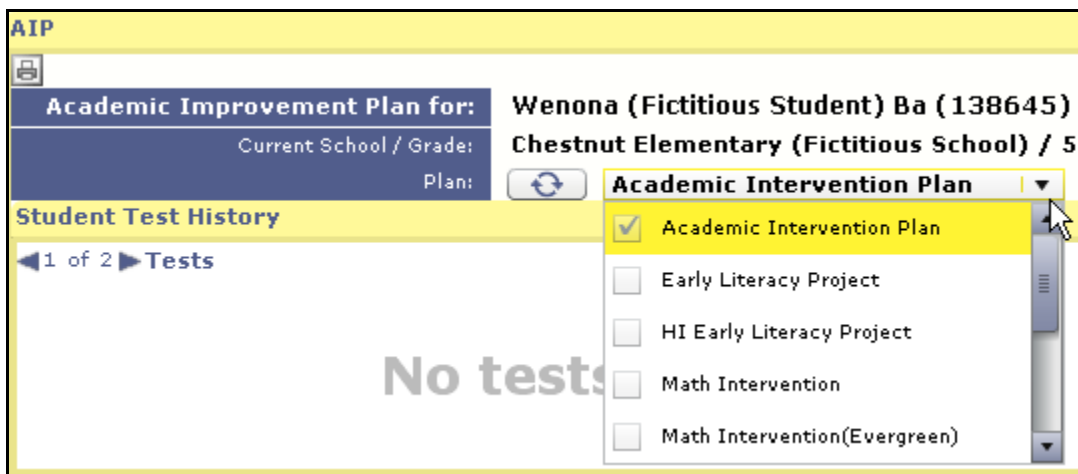 AIP
Academic Improvement Plan for: Wenona (Fictitious Student) Ba (138645)
Current School / Grade: Chestnut Elementary (Fictitious School) / 5
Plan: Academic Intervention Plan
Student Test History
Academic Intervention Plan
1 of 2 Tests
Early Literacy Project
HI Early Literacy Project
No tests
Math Intervention
Math Intervention(Evergreen)